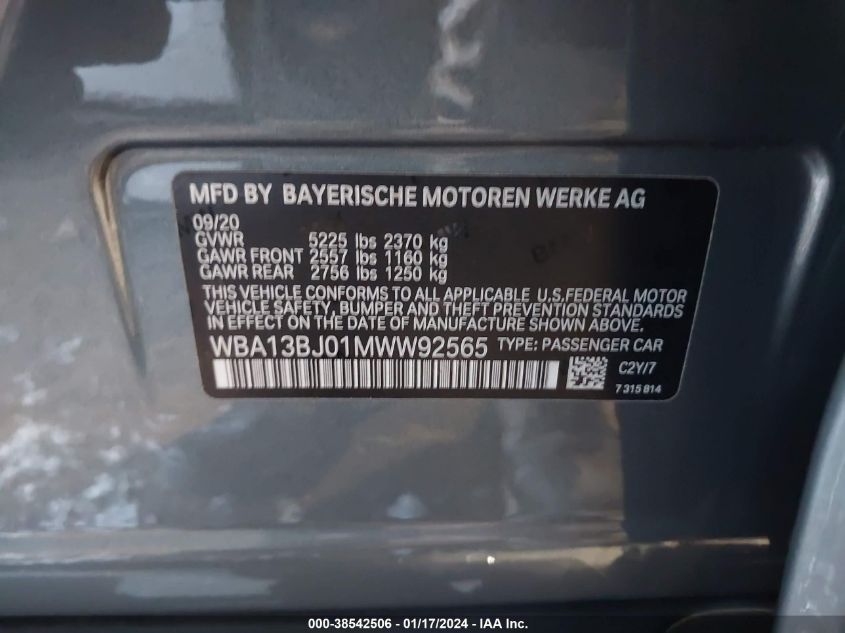 MFD BY BAYERISCHE MOTOREN WERKE AG
09/20
GVWR 5225 lbs 2370 kg
GAWR FRONT 2557 lbs 1160 kg
GAWR REAR 2756 lbs 1250 kg
THIS VEHICLE CONFORMS TO ALL APPLICABLE U.S.FEDERAL MOTOR
VEHICLE SAFETY, BUMPER AND THEFT PREVENTION STANDARDS
IN EFFECT ON THE DATE OF MANUFACTURE SHOWN ABOVE.
WBA13BJ01MWW92565 TYPE: PASSENGER CAR
C2Y/7
7315814
000-38542506 - 01/17/2024 - IAA Inc.